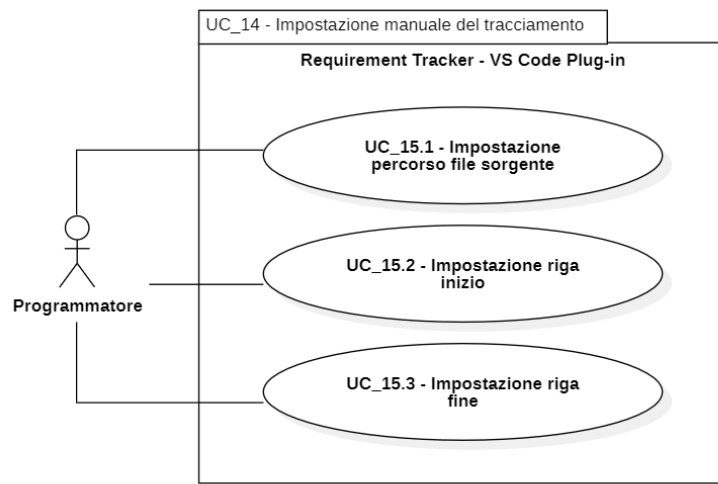 UC_14 - Impostazione manuale del tracciamento
Requirement Tracker - VS Code Plug-in
UC_15.1 - Impostazione
percorso file sorgente
UC_15.2 - Impostazione riga
inizio
Programmatore
UC_15.3 - Impostazione riga
fine